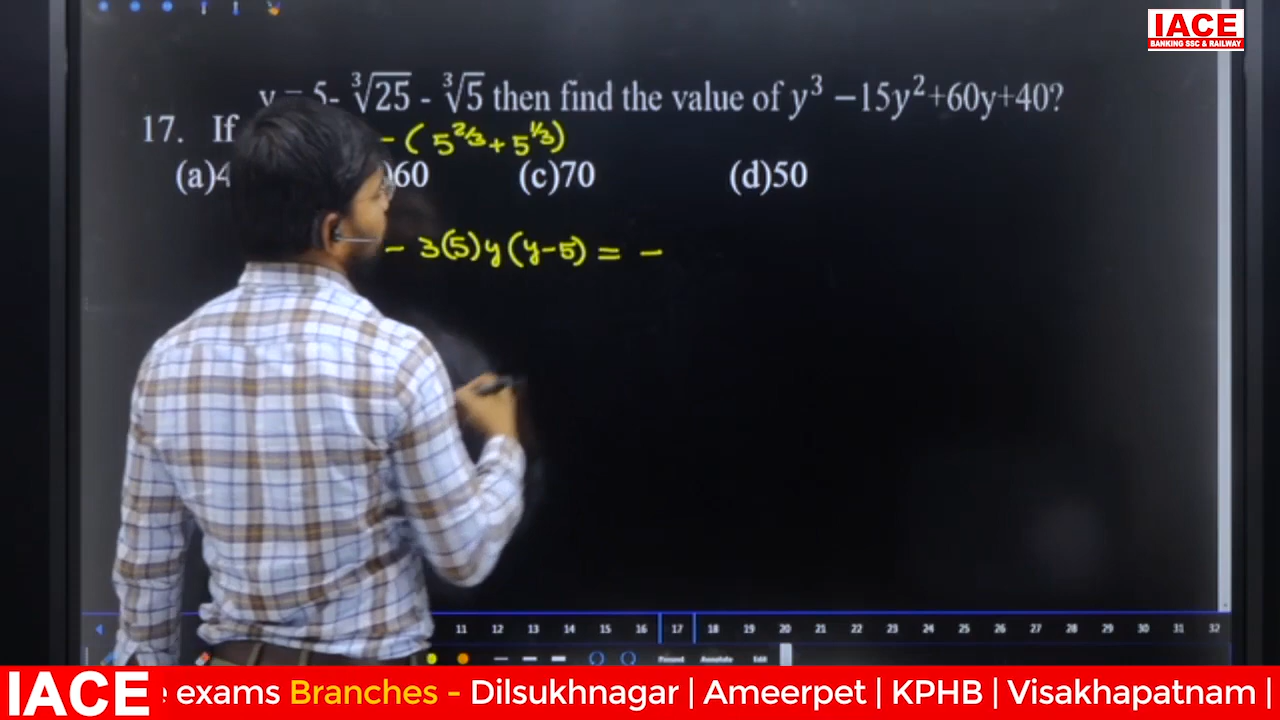 IACE
BANKING SSC & RAILWAY
y = 5- ∛25 - ∛5 then find the value of y³ −15y²+60y+40?
17. If
- ( 5^2/3 + 5^1/3)
(a)4 )60 (c)70 (d)50
- 3(5)y(y-5) = -
11 12 13 14 15 16 17 18 19 20 21 22 23 24 25 26 27 28 29 30 31 32
Annotate Edit
IACE e exams Branches - Dilsukhnagar | Ameerpet | KPHB | Visakhapatnam |